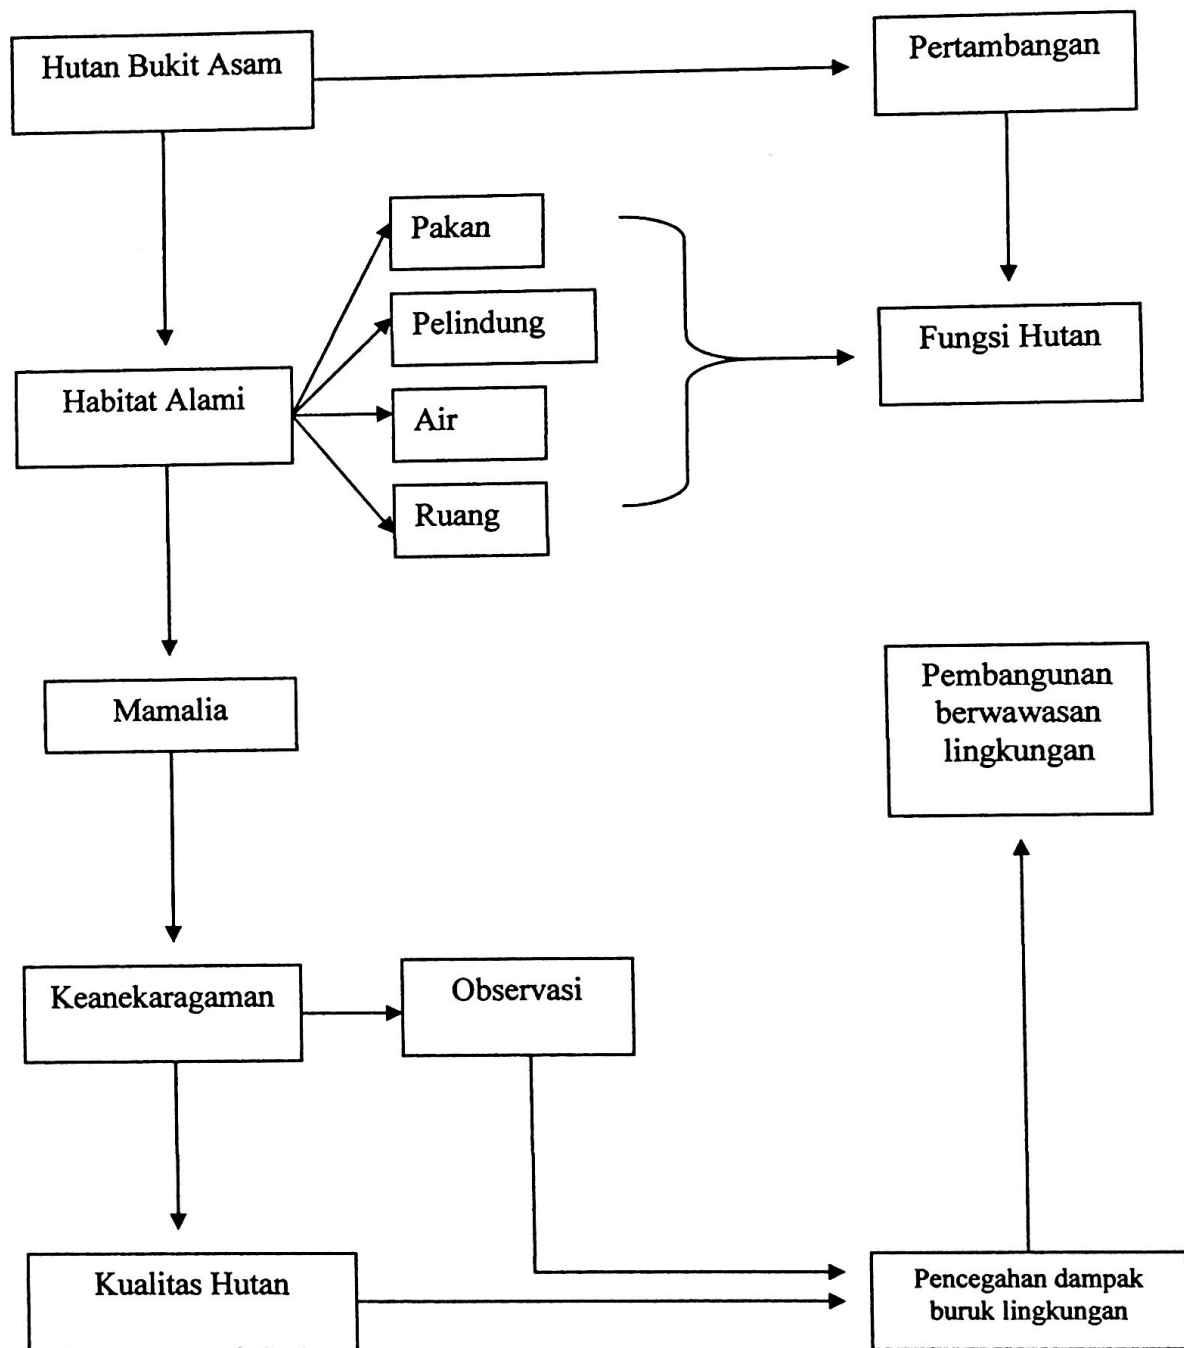 Hutan Bukit Asam
Pertambangan
Pakan
Pelindung
Fungsi Hutan
Habitat Alami
Air
Ruang
Mamalia
Pembangunan
berwawasan
lingkungan
Keanekaragaman
Observasi
Kualitas Hutan
Pencegahan dampak
buruk lingkungan